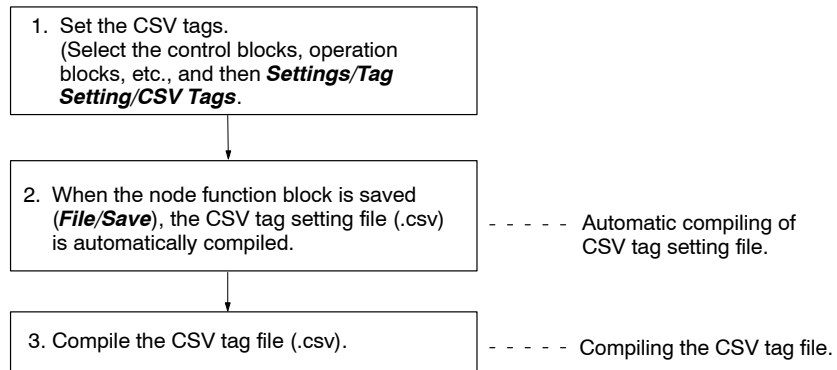 1. Set the CSV tags.
(Select the control blocks, operation
blocks, etc., and then Settings/Tag
Setting/CSV Tags.
2. When the node function block is saved
(File/Save), the CSV tag setting file (.csv)
is automatically compiled.
Automatic compiling of
CSV tag setting file.
3. Compile the CSV tag file (.csv).
Compiling the CSV tag file.